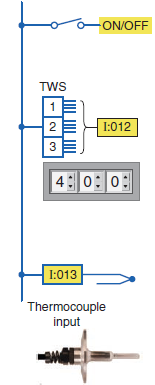 ON/OFF
TWS
1
2
3
I:012
4 0 0
I:013
Thermocouple
input